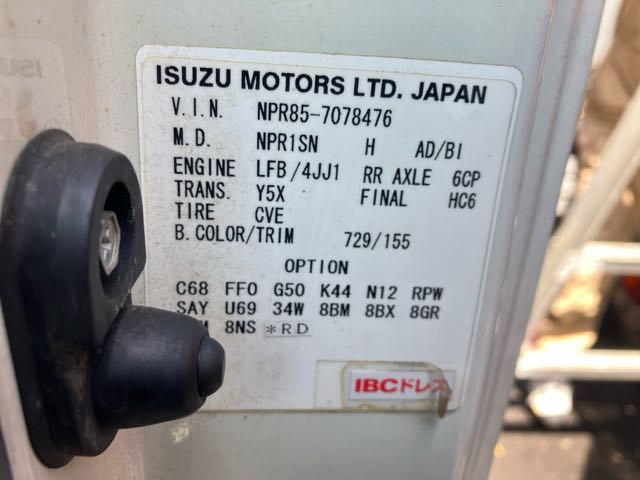 ISUZU MOTORS LTD. JAPAN
V.I.N. NPR85-7078476
M.D. NPR1SN H AD/BI
ENGINE LFB/4JJ1 RR AXLE 6CP
TRANS. Y5X FINAL HC6
TIRE CVE
B.COLOR/TRIM 729/155
OPTION
C68 FF0 G50 K44 N12 RPW
SAY U69 34W 8BM 8BX 8GR
8NS *RD
IBCドレス